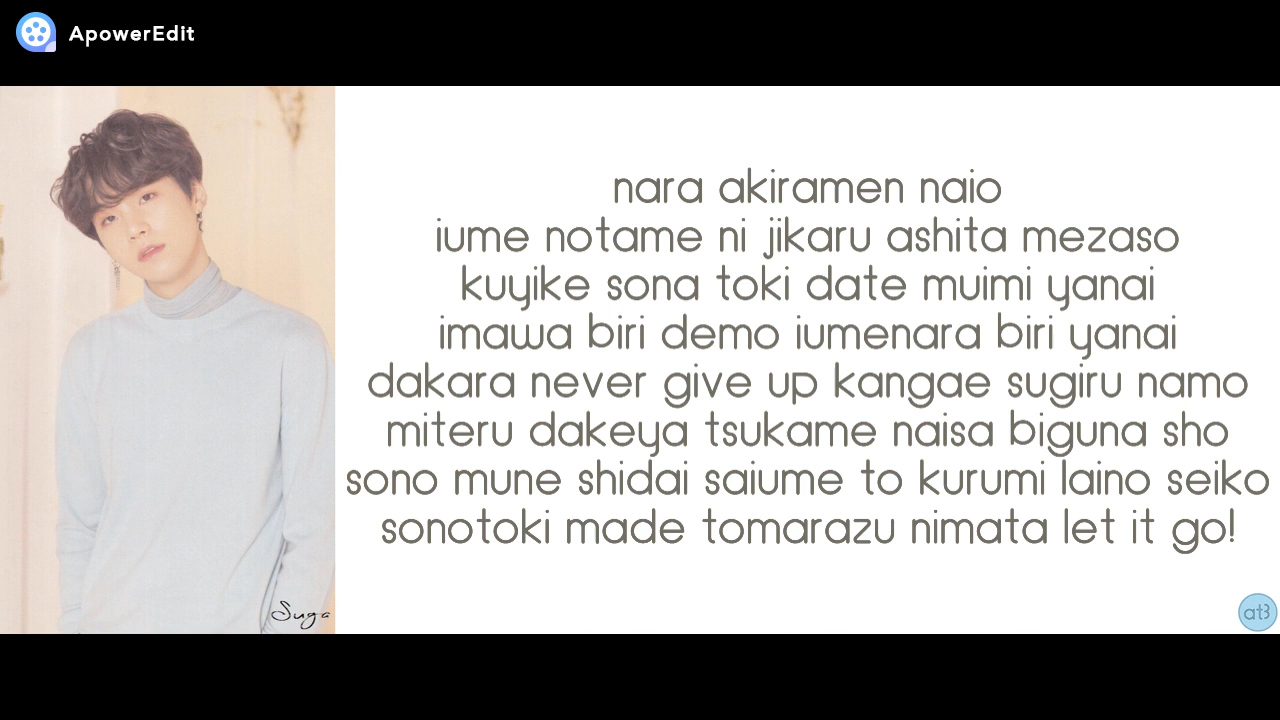 ApowerEdit
nara akiramen naio
iume notame ni jikaru ashita mezaso
kuyike sona toki date muimi yanai
imawa biri demo iumenara biri yanai
dakara never give up kangae sugiru namo
miteru dakeya tsukame naisa biguna sho
sono mune shidai saiume to kurumi laino seiko
sonotoki made tomarazu nimata let it go!
Suga
at3